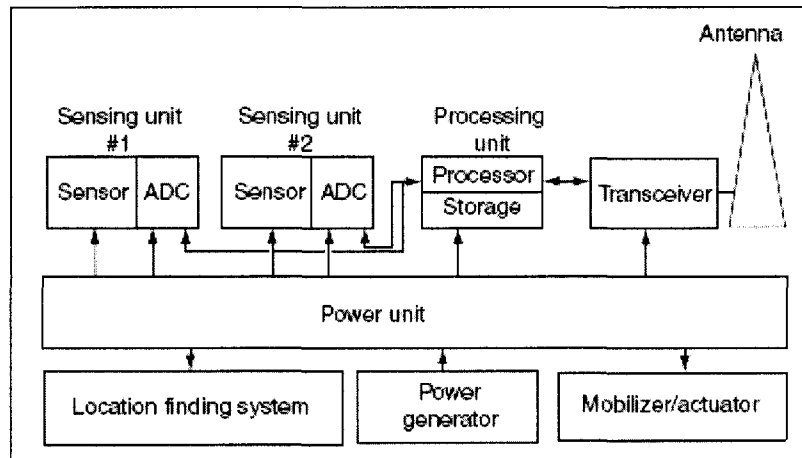 Antenna
Sensing unit
#1
Sensing unit
#2
Processing
unit
Sensor
ADC
Sensor
ADC
Processor
Storage
Transceiver
Power unit
Location finding system
Power
generator
Mobilizer/actuator